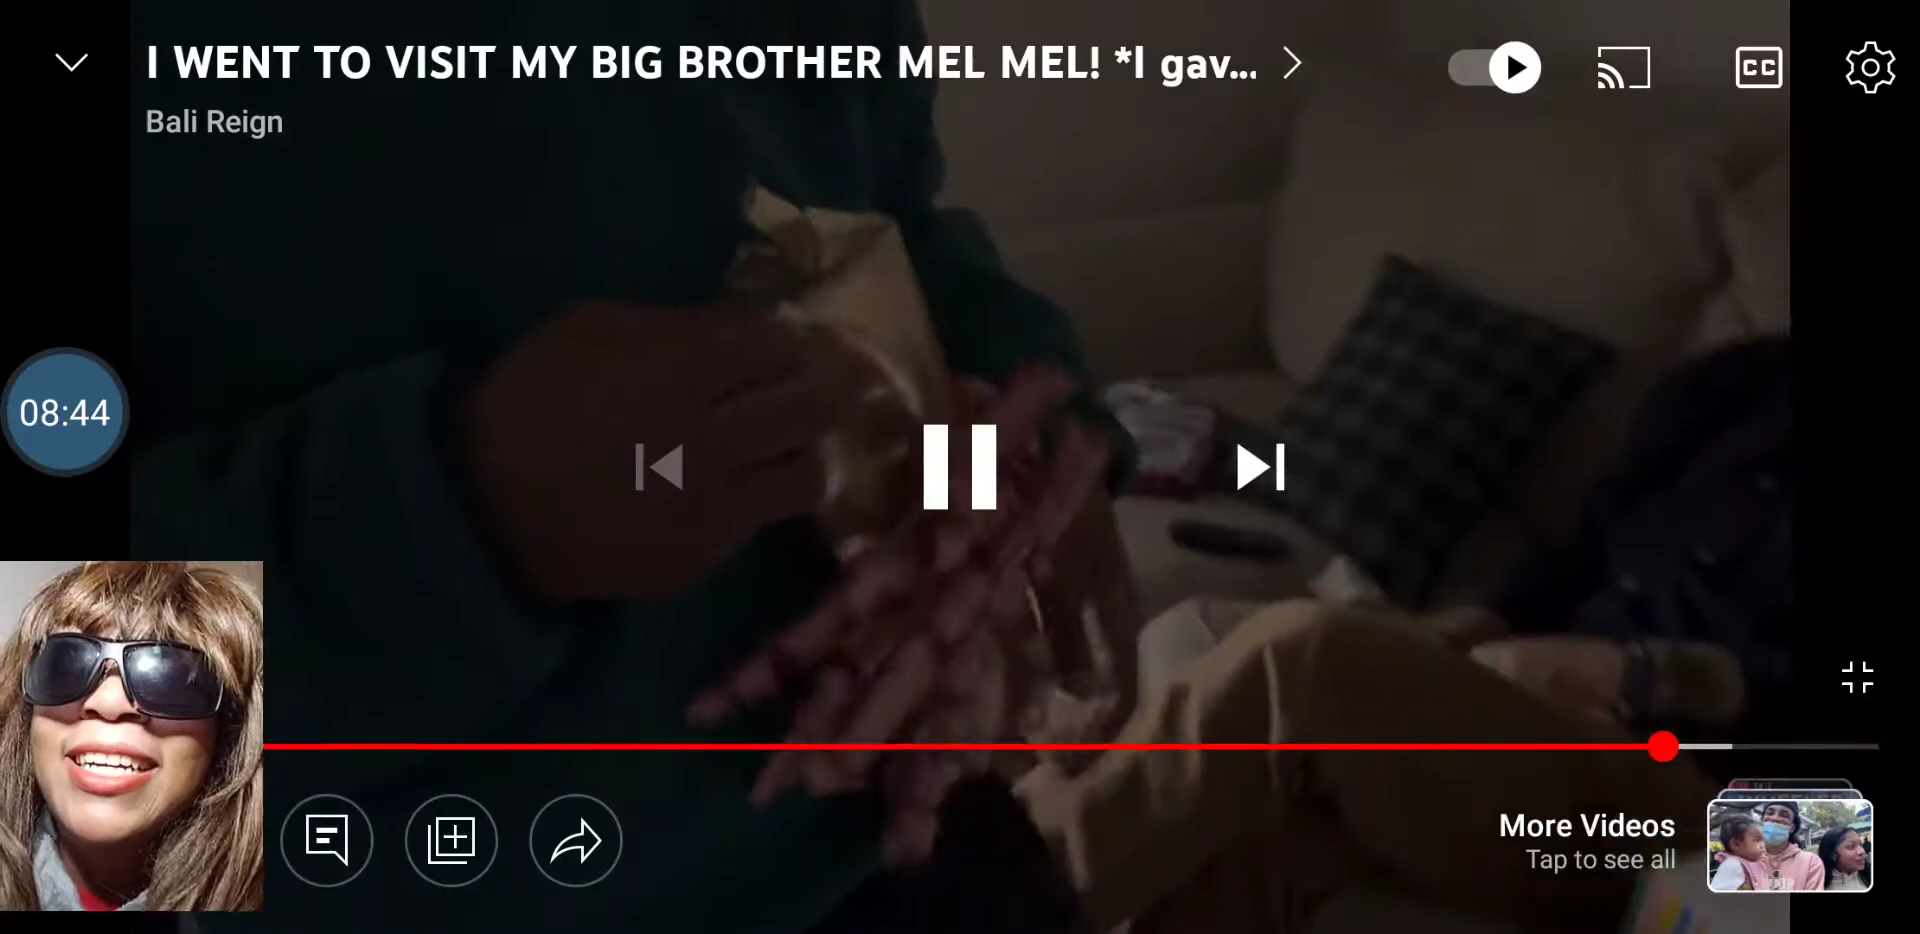 I WENT TO VISIT MY BIG BROTHER MEL MEL! *I gav...
Bali Reign
CC
08:44
More Videos
Tap to see all